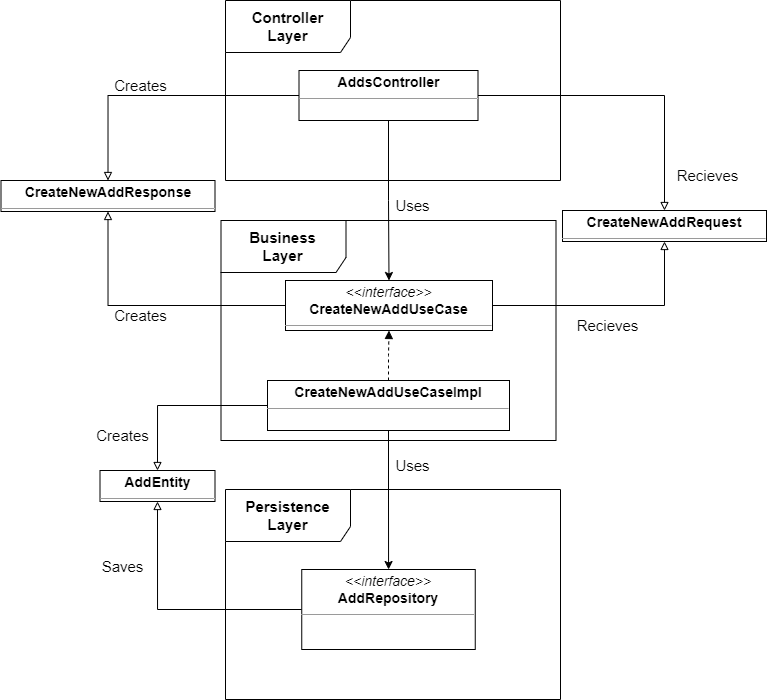 Controller
Layer
AddsController
Creates
CreateNewAddResponse
Recieves
Uses
CreateNewAddRequest
Business
Layer
<<interface>>
CreateNewAddUseCase
Creates
Recieves
CreateNewAddUseCaseImpl
Creates
Uses
AddEntity
Persistence
Layer
Saves
<<interface>>
AddRepository